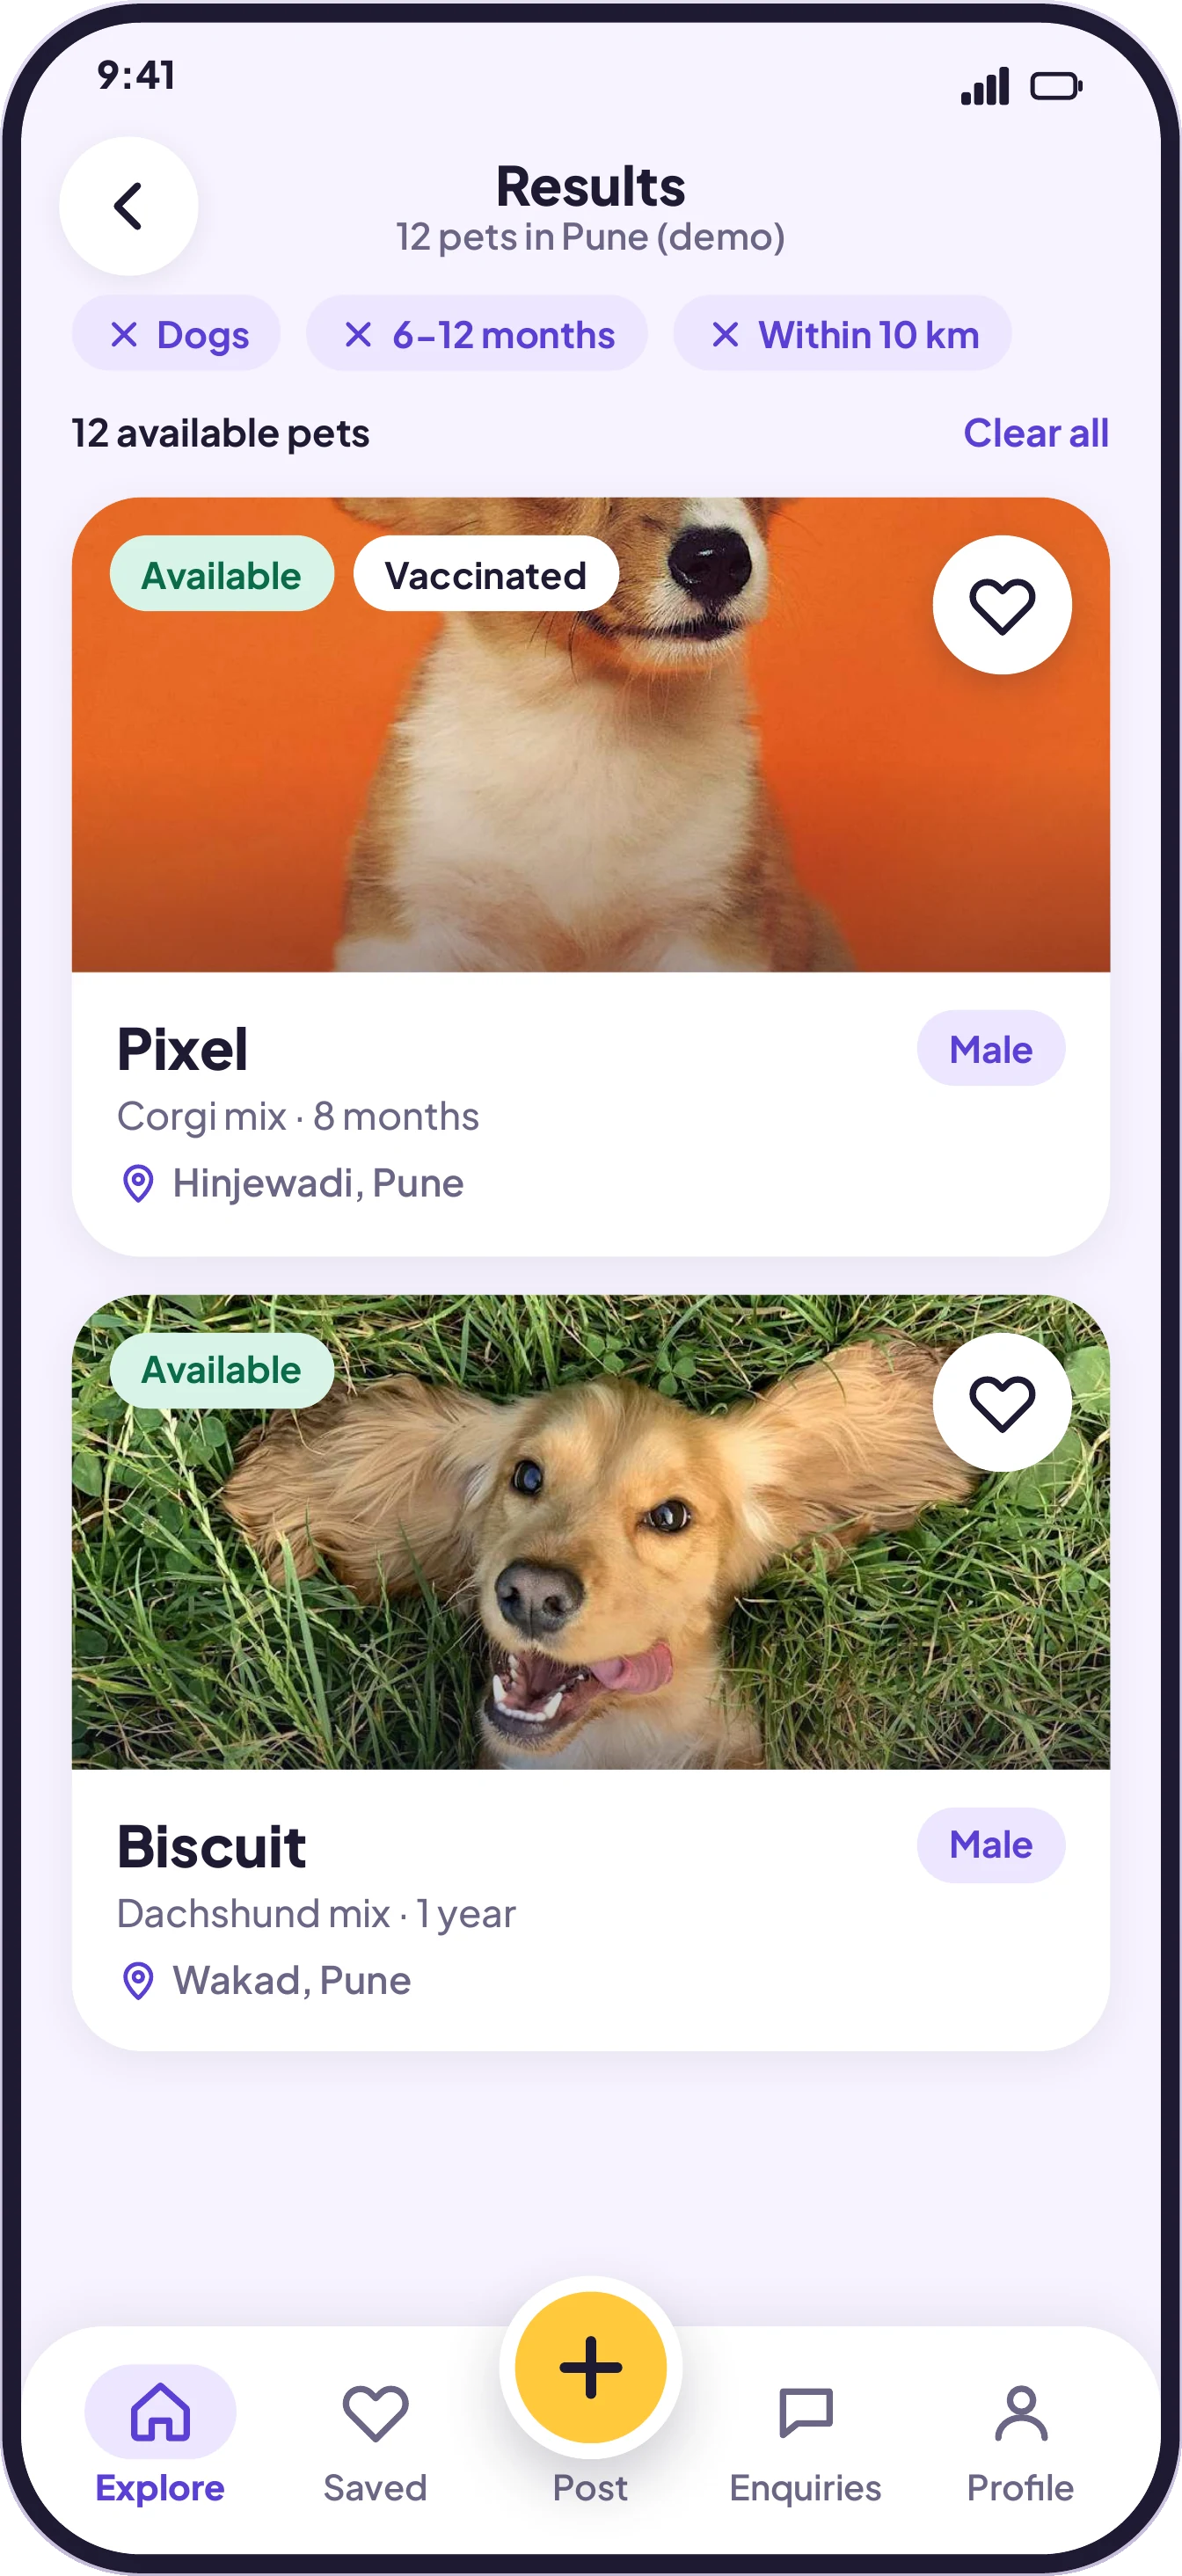 9:41
Results
12 pets in Pune (demo)
Dogs
6–12 months
Within 10 km
12 available pets
Clear all
Available
Vaccinated
Pixel
Male
Corgi mix · 8 months
Hinjewadi, Pune
Available
Biscuit
Male
Dachshund mix · 1 year
Wakad, Pune
Explore
Saved
Post
Enquiries
Profile